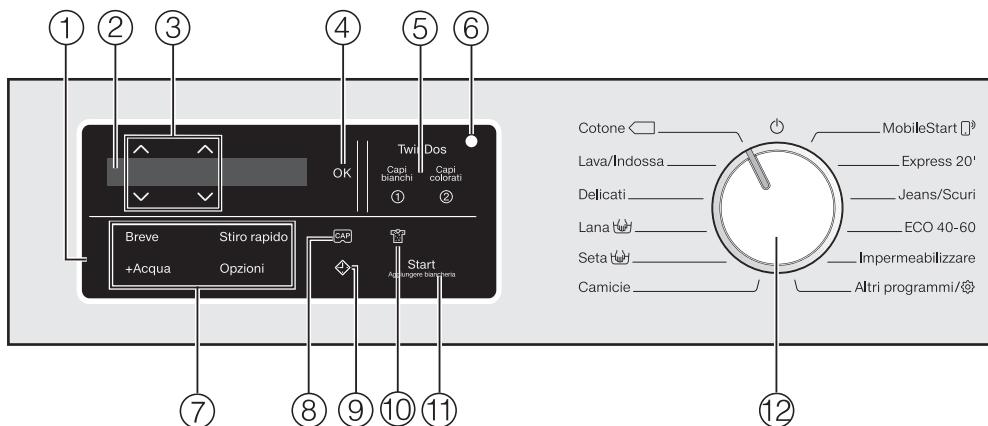 ① ② ③ ④ ⑤ ⑥
OK
TwinDos
Capi bianchi
①
Capi colorati
②
Breve
Stiro rapido
+Acqua
Opzioni
CAP
Start
Aggiungere biancheria
Cotone
Lava/Indossa
Delicati
Lana
Seta
Camicie
MobileStart
Express 20'
Jeans/Scuri
ECO 40-60
Impermeabilizzare
Altri programmi/
⑦ ⑧ ⑨ ⑩ ⑪ ⑫